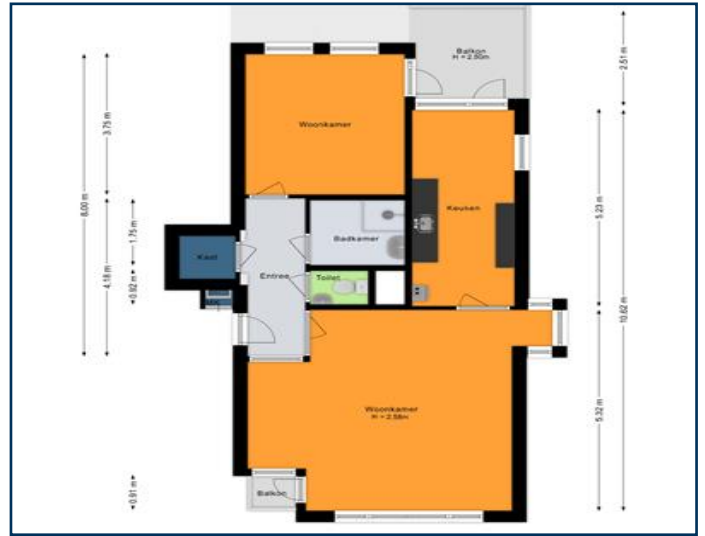 Balkon
H = 2.50m
2.51 m
Woonkamer
3.75 m
8.00 m
Keuken
5.23 m
1.75 m
Badkamer
Kast
Entree
Toilet
4.18 m
0.92 m
MK
10.62 m
Woonkamer
H = 2.58m
5.32 m
Balkon
0.91 m